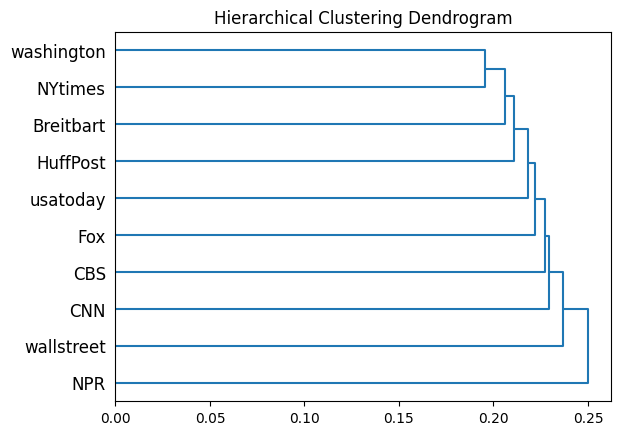 Hierarchical Clustering Dendrogram
washington
NYtimes
Breitbart
HuffPost
usatoday
Fox
CBS
CNN
wallstreet
NPR
0.00 0.05 0.10 0.15 0.20 0.25